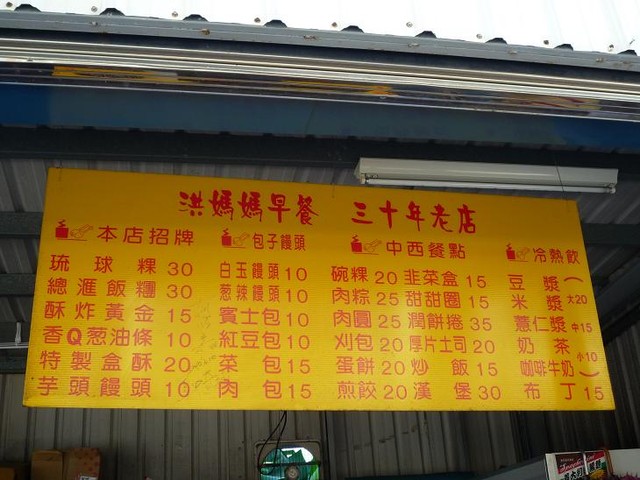 洪媽媽早餐 三十年老店
本店招牌
琉球粿 30
總滙飯糰 30
酥炸黃金 15
香Q葱油條 10
特製盒酥 20
芋頭饅頭 10
包子饅頭
白玉饅頭 10
葱辣饅頭 10
賓士包 10
紅豆包 10
菜包 15
肉包 15
中西餐點
碗粿 20 韭菜盒 15
肉粽 25 甜甜圈 15
肉圓 25 潤餅捲 35
刈包 20 厚片土司 20
蛋餅 20 炒飯 15
煎餃 20 漢堡 30
冷熱飲
豆漿
米漿 大20
薏仁漿 中15
奶茶 小10
咖啡牛奶
布丁 15